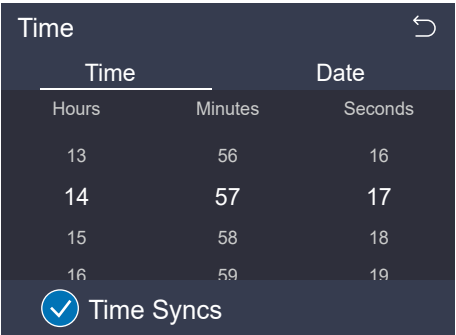 Time
Time Date
Hours Minutes Seconds
13 56 16
14 57 17
15 58 18
16 59 19
Time Syncs